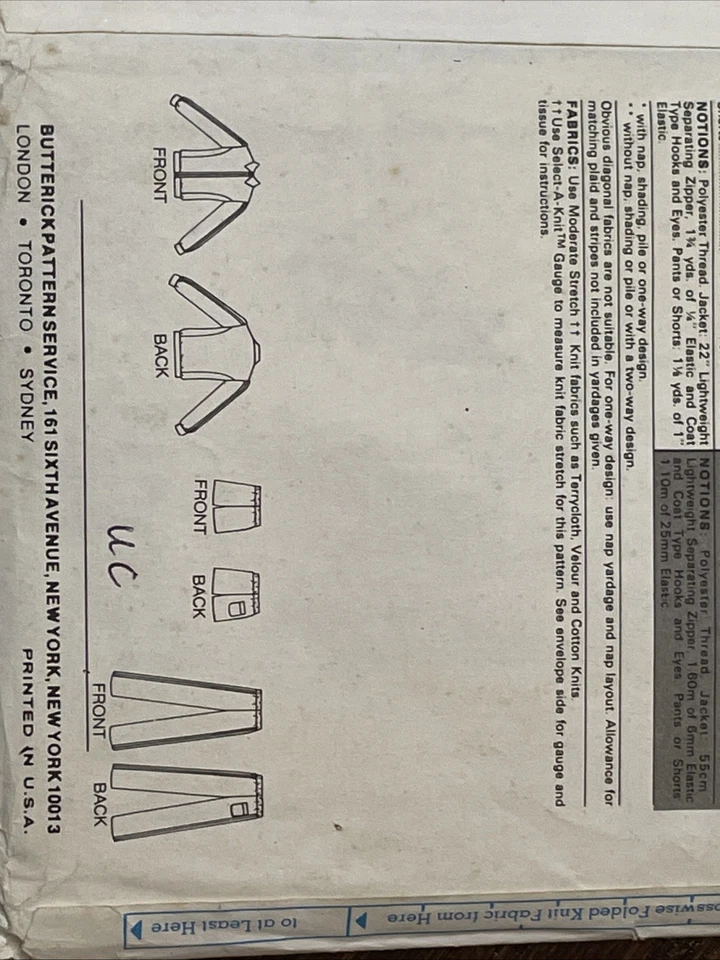 NOTIONS: Polyester Thread. Jacket: 22" Lightweight
Separating Zipper, 1¾ yds. of ¼" Elastic and Coat
Type Hooks and Eyes. Pants or Shorts: 1⅛ yds. of 1"
Elastic.
NOTIONS: Polyester Thread. Jacket: 55cm
Lightweight Separating Zipper, 1.60m of 6mm Elastic
and Coat Type Hooks and Eyes. Pants or Shorts:
1.10m of 25mm Elastic
* with nap, shading, pile or one-way design.
** without nap, shading or pile or with a two-way design.
Obvious diagonal fabrics are not suitable. For one-way design: use nap yardage and nap layout. Allowance for
matching plaid and stripes not included in yardages given.
FABRICS: Use Moderate Stretch †† Knit fabrics such as Terrycloth, Velour and Cotton Knits.
††Use Select-A-Knit™ Gauge to measure knit fabric stretch for this pattern. See envelope side for gauge and
tissue for instructions.
FRONT
BACK
FRONT
BACK
FRONT
BACK
UC
BUTTERICK PATTERN SERVICE, 161 SIXTH AVENUE, NEW YORK, NEW YORK 10013
LONDON • TORONTO • SYDNEY
PRINTED IN U.S.A.
Folded Knit Fabric from Here
to at Least Here